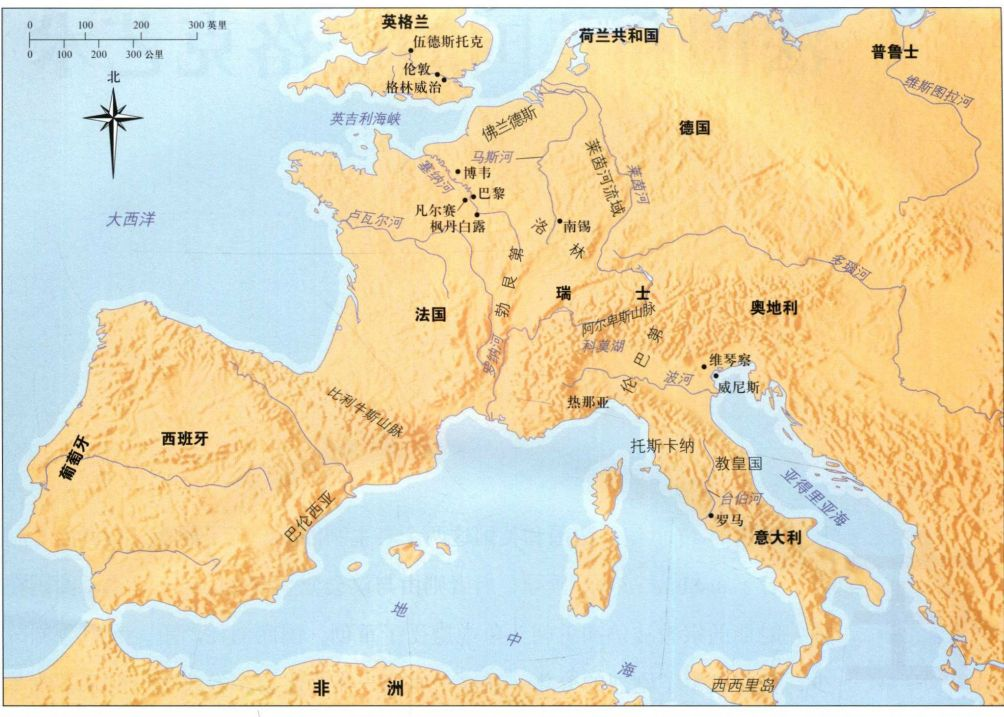 0 100 200 300 英里
0 100 200 300 公里
北
英格兰
伍德斯托克
伦敦
格林威治
荷兰共和国
普鲁士
维斯图拉河
英吉利海峡
佛兰德斯
德国
马斯河
莱茵河流域
莱茵河
塞纳河
博韦
巴黎
凡尔赛
枫丹白露
大西洋
卢瓦尔河
洛林
南锡
勃艮第
多瑙河
法国
瑞士
奥地利
阿尔卑斯山脉
科莫湖
罗纳河
伦巴第
维琴察
波河
威尼斯
热那亚
比利牛斯山脉
西班牙
葡萄牙
托斯卡纳
教皇国
亚得里亚海
台伯河
罗马
意大利
巴伦西亚
地中海
非洲
西西里岛